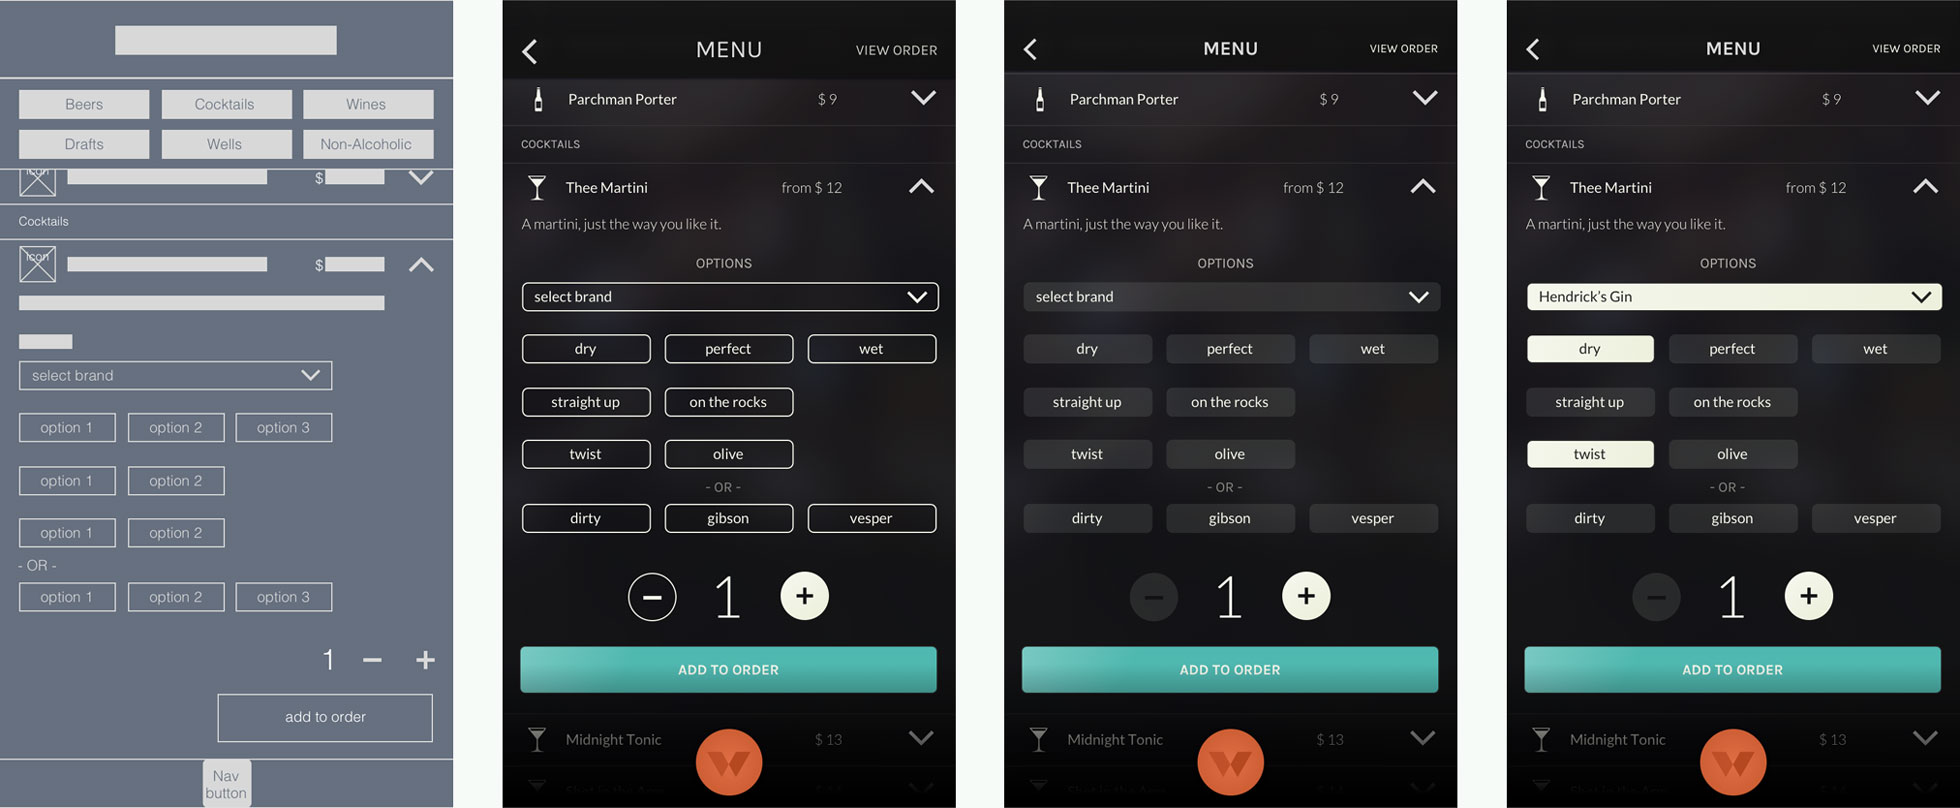 Beers Cocktails Wines
Drafts Wells Non-Alcoholic
icon $
Cocktails
icon $
select brand
option 1 option 2 option 3
option 1 option 2
option 1 option 2
- OR -
option 1 option 2 option 3
1 − +
add to order
Nav
button
MENU VIEW ORDER
Parchman Porter $ 9
COCKTAILS
Thee Martini from $ 12
A martini, just the way you like it.
OPTIONS
select brand
dry perfect wet
straight up on the rocks
twist olive
- OR -
dirty gibson vesper
− 1 +
ADD TO ORDER
Midnight Tonic $ 13
MENU VIEW ORDER
Parchman Porter $ 9
COCKTAILS
Thee Martini from $ 12
A martini, just the way you like it.
OPTIONS
select brand
dry perfect wet
straight up on the rocks
twist olive
- OR -
dirty gibson vesper
− 1 +
ADD TO ORDER
Midnight Tonic $ 13
MENU VIEW ORDER
Parchman Porter $ 9
COCKTAILS
Thee Martini from $ 12
A martini, just the way you like it.
OPTIONS
Hendrick's Gin
dry perfect wet
straight up on the rocks
twist olive
- OR -
dirty gibson vesper
− 1 +
ADD TO ORDER
Midnight Tonic $ 13